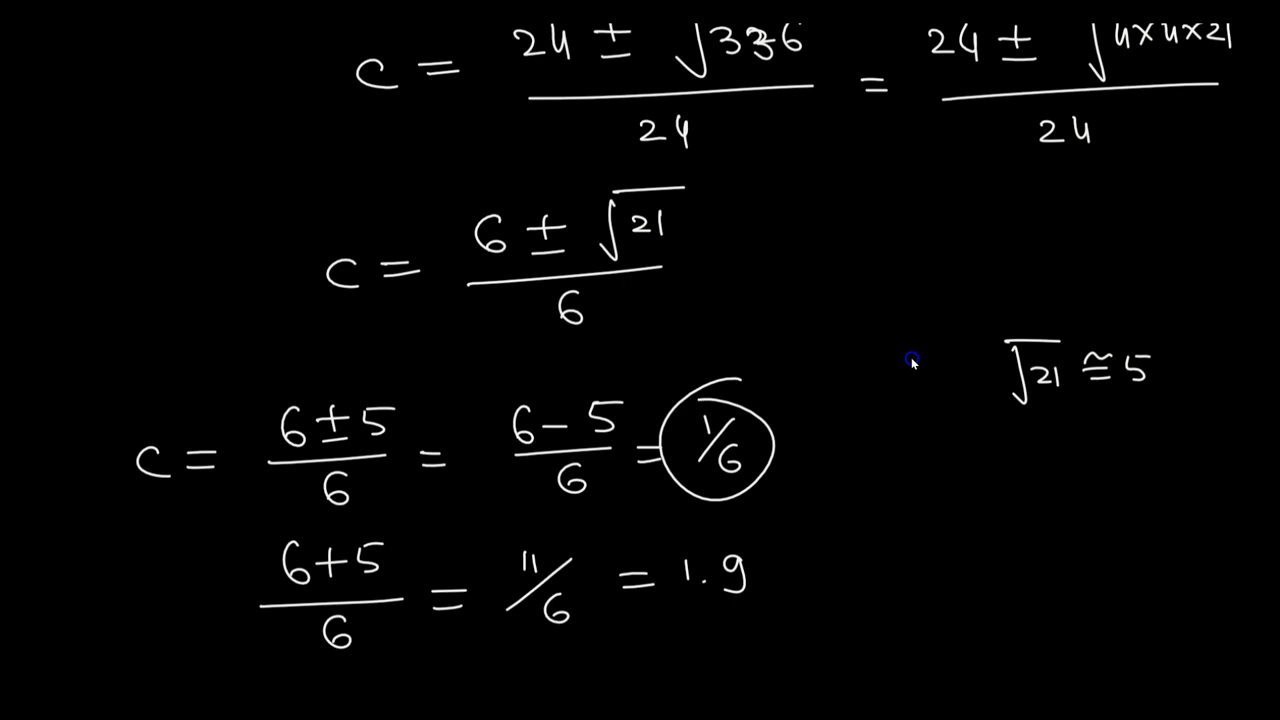 c = (24 ± √336)/24 = (24 ± √4×4×21)/24
c = (6 ± √21)/6
√21 ≅ 5
c = (6±5)/6 = (6-5)/6 = 1/6
(6+5)/6 = 11/6 = 1.9